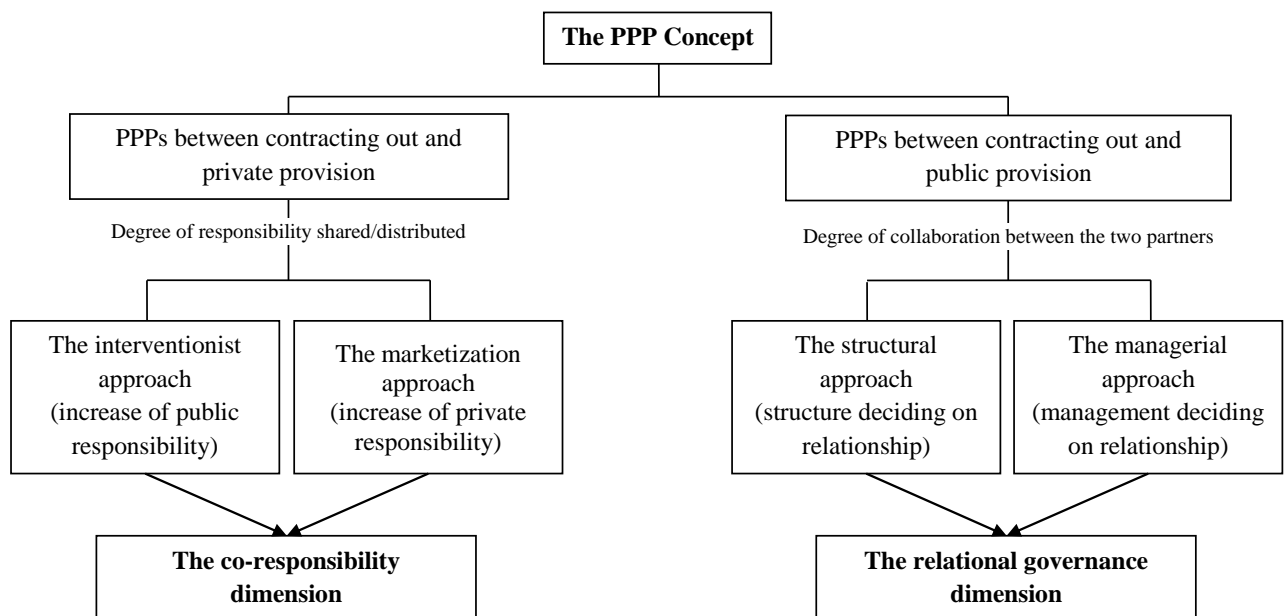 The PPP Concept
PPPs between contracting out and
private provision
PPPs between contracting out and
public provision
Degree of responsibility shared/distributed
Degree of collaboration between the two partners
The interventionist
approach
(increase of public
responsibility)
The marketization
approach
(increase of private
responsibility)
The structural
approach
(structure deciding on
relationship)
The managerial
approach
(management deciding
on relationship)
The co-responsibility
dimension
The relational governance
dimension